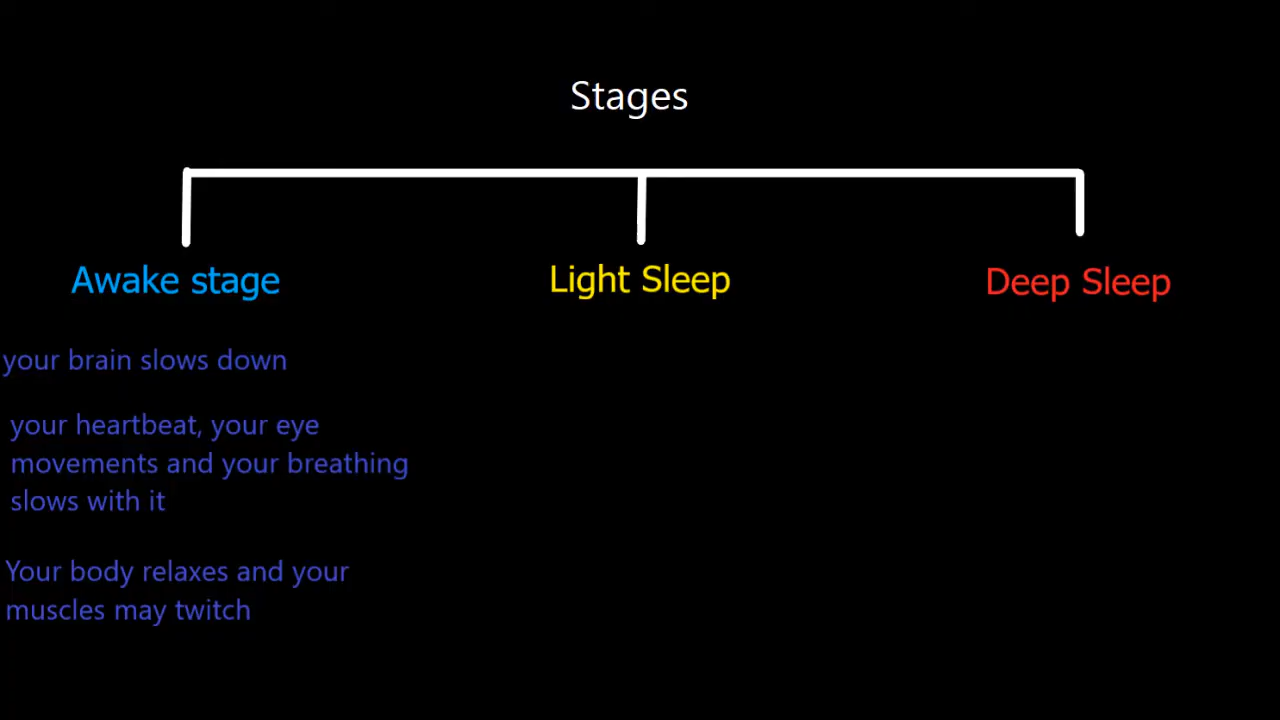 Stages
Awake stage
Light Sleep
Deep Sleep
your brain slows down
your heartbeat, your eye
movements and your breathing
slows with it
Your body relaxes and your
muscles may twitch